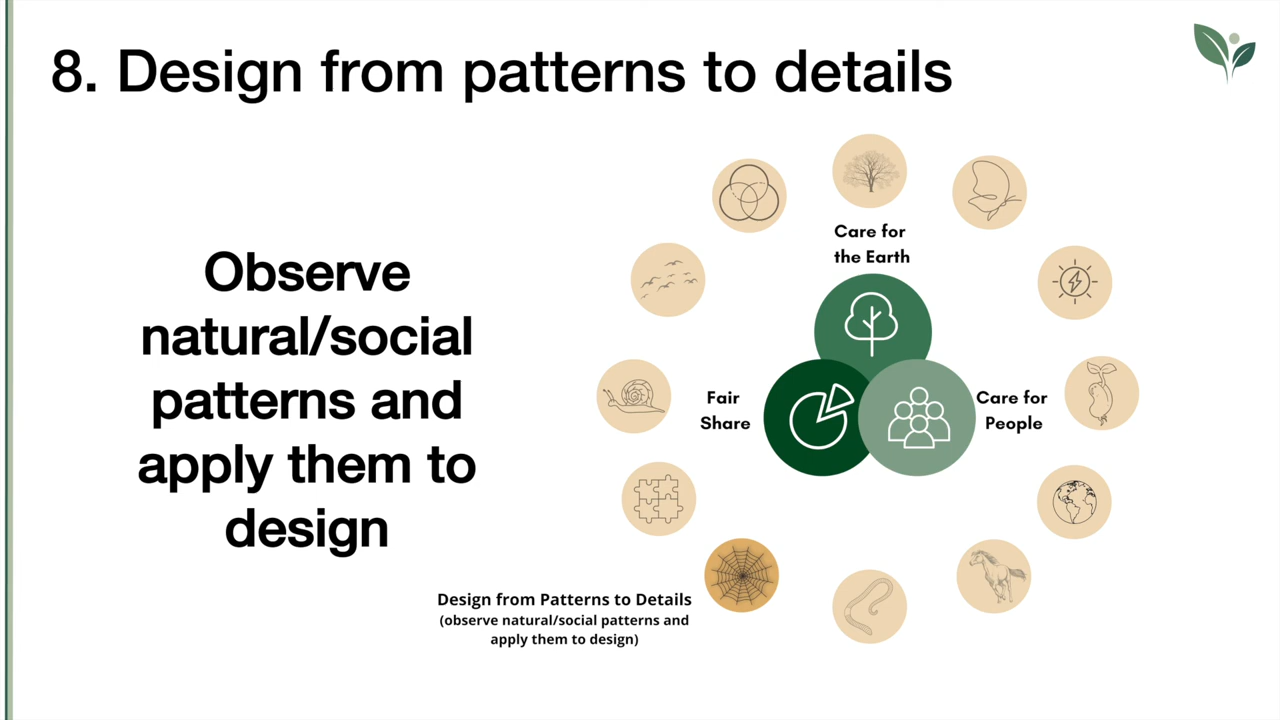 8. Design from patterns to details
Observe
natural/social
patterns and
apply them to
design
Care for
the Earth
Fair
Share
Care for
People
Design from Patterns to Details
(observe natural/social patterns and
apply them to design)